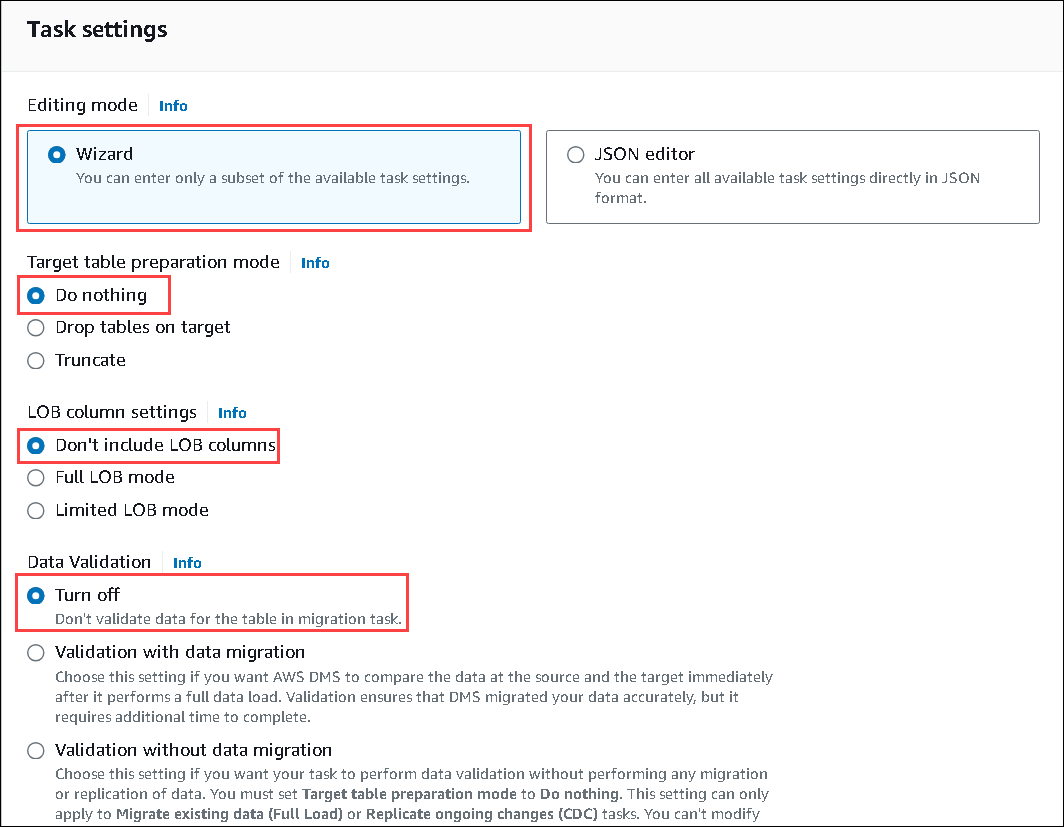 Task settings
Editing mode Info
Wizard
You can enter only a subset of the available task settings.
JSON editor
You can enter all available task settings directly in JSON
format.
Target table preparation mode Info
Do nothing
Drop tables on target
Truncate
LOB column settings Info
Don't include LOB columns
Full LOB mode
Limited LOB mode
Data Validation Info
Turn off
Don't validate data for the table in migration task.
Validation with data migration
Choose this setting if you want AWS DMS to compare the data at the source and the target immediately
after it performs a full data load. Validation ensures that DMS migrated your data accurately, but it
requires additional time to complete.
Validation without data migration
Choose this setting if you want your task to perform data validation without performing any migration
or replication of data. You must set Target table preparation mode to Do nothing. This setting can only
apply to Migrate existing data (Full Load) or Replicate ongoing changes (CDC) tasks. You can't modify